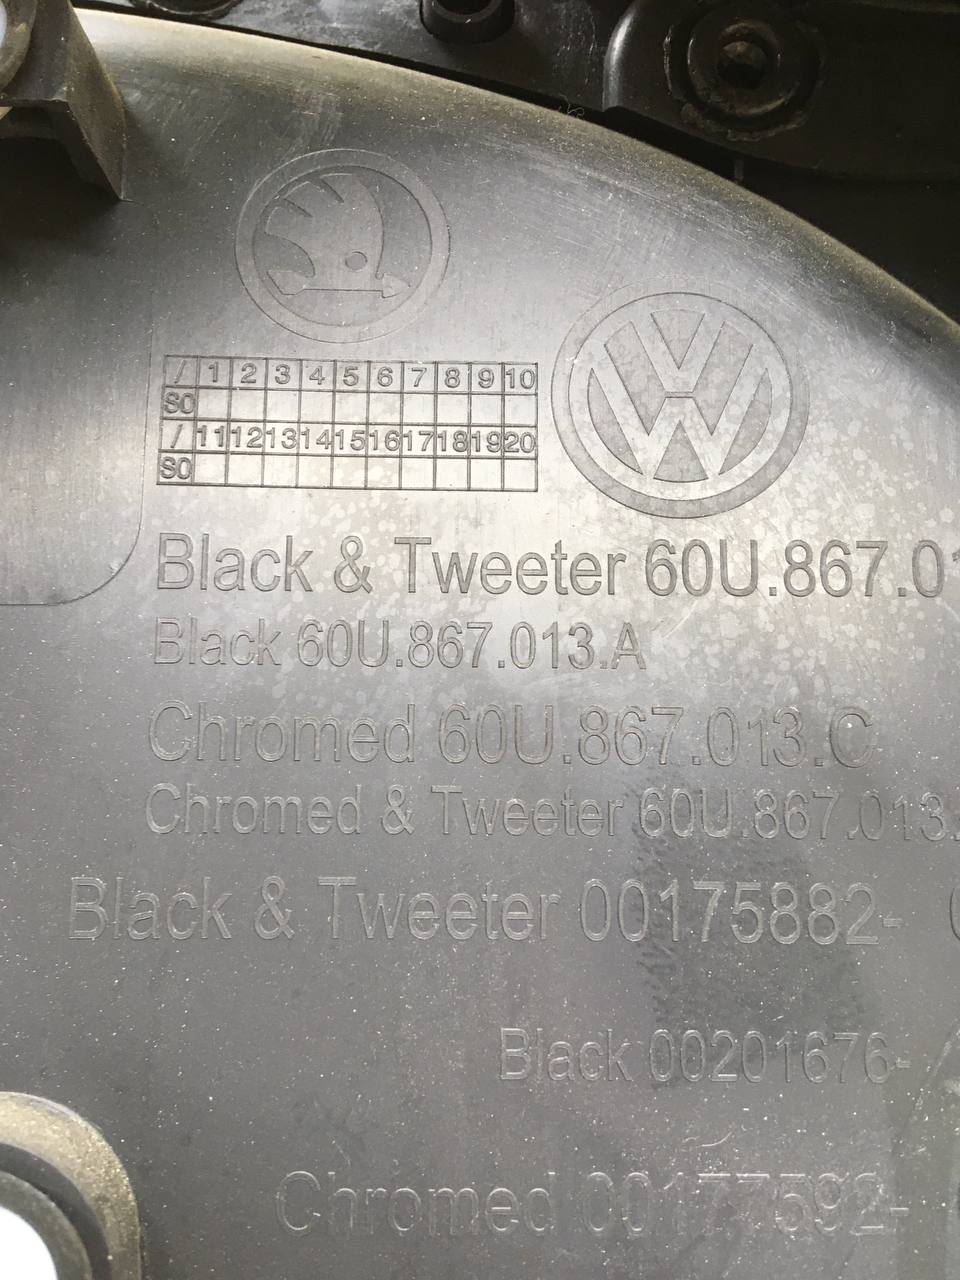 / 1 2 3 4 5 6 7 8 9 10
S0
/ 11 12 13 14 15 16 17 18 19 20
S0
Black & Tweeter 60U.867.01
Black 60U.867.013.A
Chromed 60U.867.013.C
Chromed & Tweeter 60U.867.013.
Black & Tweeter 00175882-
Black 00201676-
Chromed 00177592-